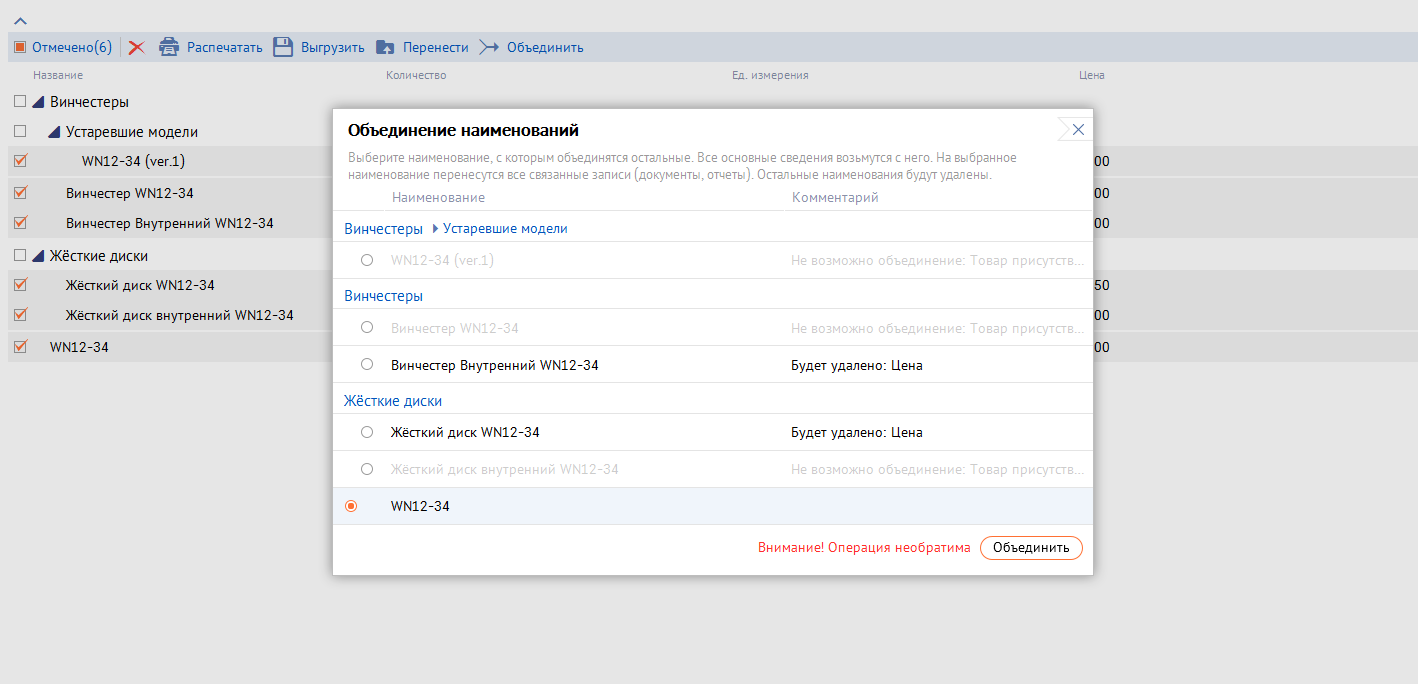 Отмечено(6) Распечатать Выгрузить Перенести Объединить
Название Количество Ед. измерения Цена
Винчестеры
Устаревшие модели
WN12-34 (ver.1) 00
Винчестер WN12-34 00
Винчестер Внутренний WN12-34 00
Жёсткие диски
Жёсткий диск WN12-34 50
Жёсткий диск внутренний WN12-34 00
WN12-34 00
Объединение наименований
Выберите наименование, с которым объединятся остальные. Все основные сведения возьмутся с него. На выбранное
наименование перенесутся все связанные записи (документы, отчеты). Остальные наименования будут удалены.
Наименование Комментарий
Винчестеры Устаревшие модели
WN12-34 (ver.1) Не возможно объединение: Товар присутств...
Винчестеры
Винчестер WN12-34 Не возможно объединение: Товар присутств...
Винчестер Внутренний WN12-34 Будет удалено: Цена
Жёсткие диски
Жёсткий диск WN12-34 Будет удалено: Цена
Жёсткий диск внутренний WN12-34 Не возможно объединение: Товар присутств...
WN12-34
Внимание! Операция необратима Объединить